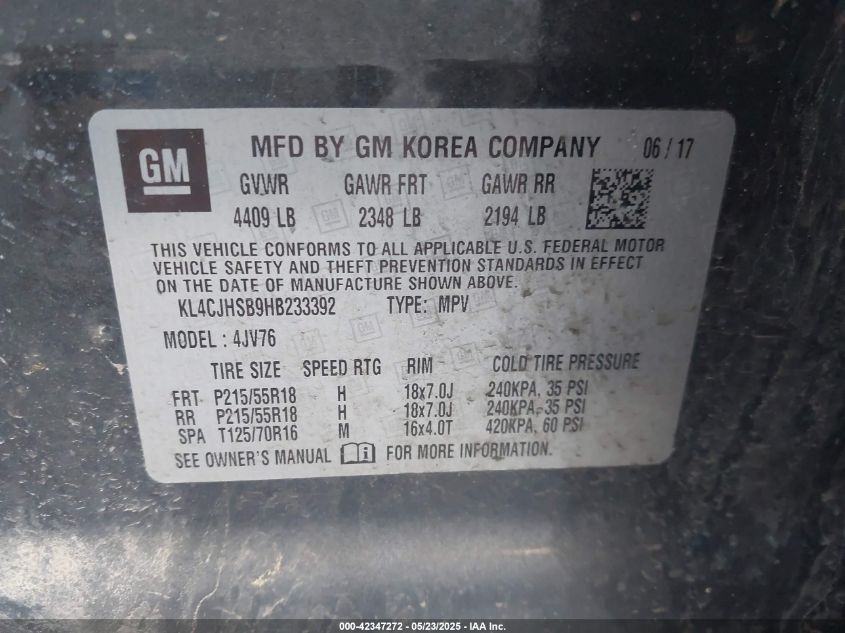 GM
MFD BY GM KOREA COMPANY 06/17
GVWR GAWR FRT GAWR RR
4409 LB 2348 LB 2194 LB
THIS VEHICLE CONFORMS TO ALL APPLICABLE U.S. FEDERAL MOTOR
VEHICLE SAFETY AND THEFT PREVENTION STANDARDS IN EFFECT
ON THE DATE OF MANUFACTURE SHOWN ABOVE.
KL4CJHSB9HB233392 TYPE: MPV
MODEL: 4JV76
TIRE SIZE SPEED RTG RIM COLD TIRE PRESSURE
FRT P215/55R18 H 18x7.0J 240KPA, 35 PSI
RR P215/55R18 H 18x7.0J 240KPA, 35 PSI
SPA T125/70R16 M 16x4.0T 420KPA, 60 PSI
SEE OWNER'S MANUAL FOR MORE INFORMATION.
000-42347272 - 05/23/2025 - IAA Inc.